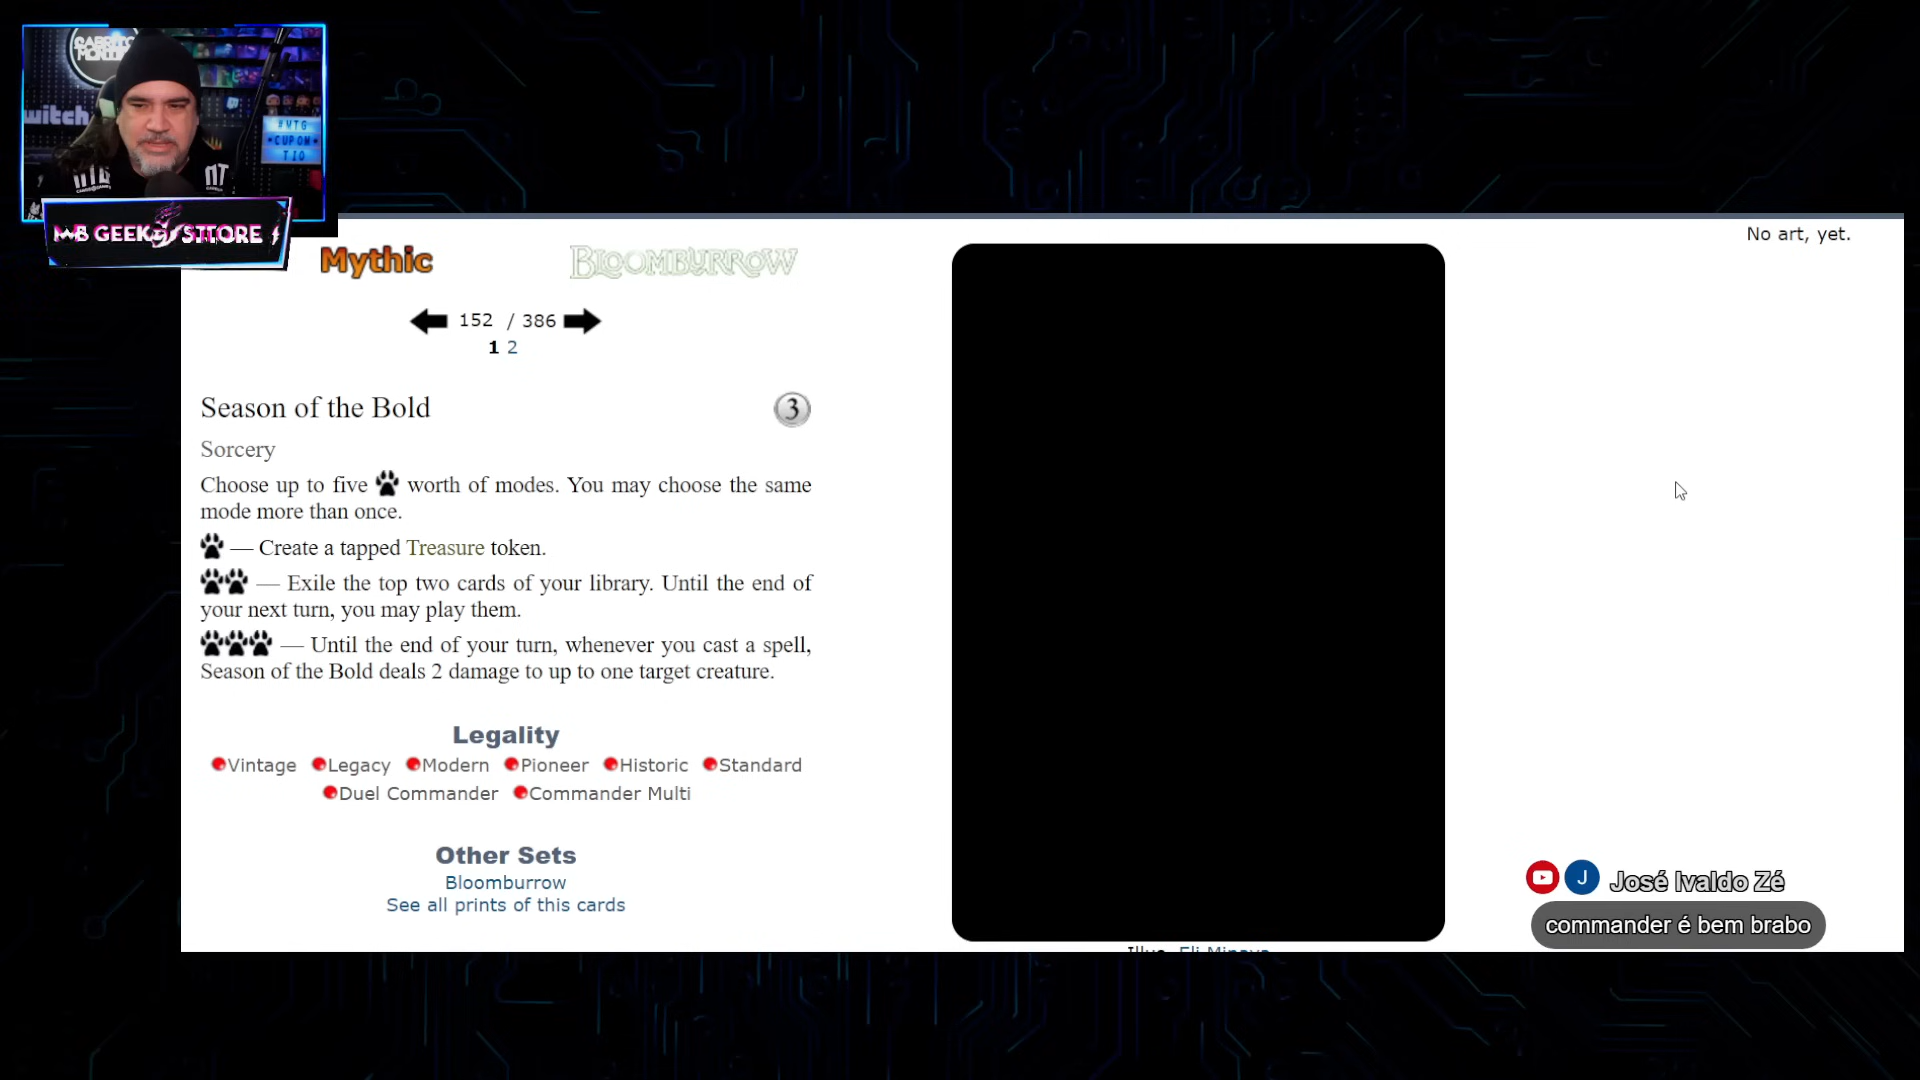 witch
#MTG
CUPOM
TIO
MB GEEK STTORE
Mythic
BLOOMBURROW
No art, yet.
152 / 386
1 2
Season of the Bold
3
Sorcery
Choose up to five worth of modes. You may choose the same
mode more than once.
— Create a tapped Treasure token.
— Exile the top two cards of your library. Until the end of
your next turn, you may play them.
— Until the end of your turn, whenever you cast a spell,
Season of the Bold deals 2 damage to up to one target creature.
Legality
Vintage Legacy Modern Pioneer Historic Standard
Duel Commander Commander Multi
Other Sets
Bloomburrow
See all prints of this cards
J José Ivaldo Zé
commander é bem brabo